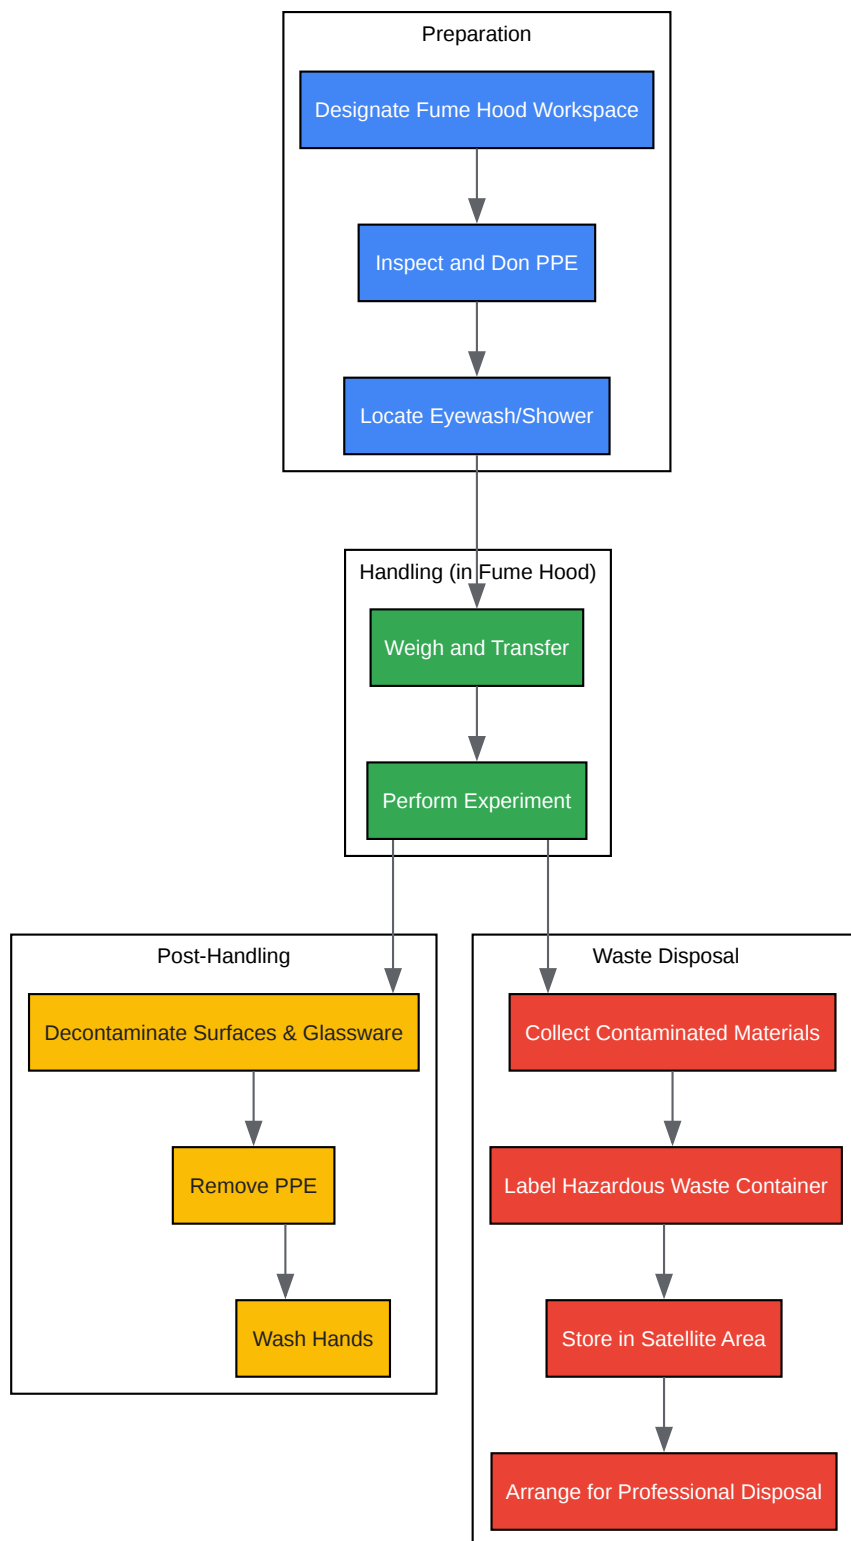 Preparation
Designate Fume Hood Workspace
Inspect and Don PPE
Locate Eyewash/Shower
Handling (in Fume Hood)
Weigh and Transfer
Perform Experiment
Post-Handling
Decontaminate Surfaces & Glassware
Remove PPE
Wash Hands
Waste Disposal
Collect Contaminated Materials
Label Hazardous Waste Container
Store in Satellite Area
Arrange for Professional Disposal